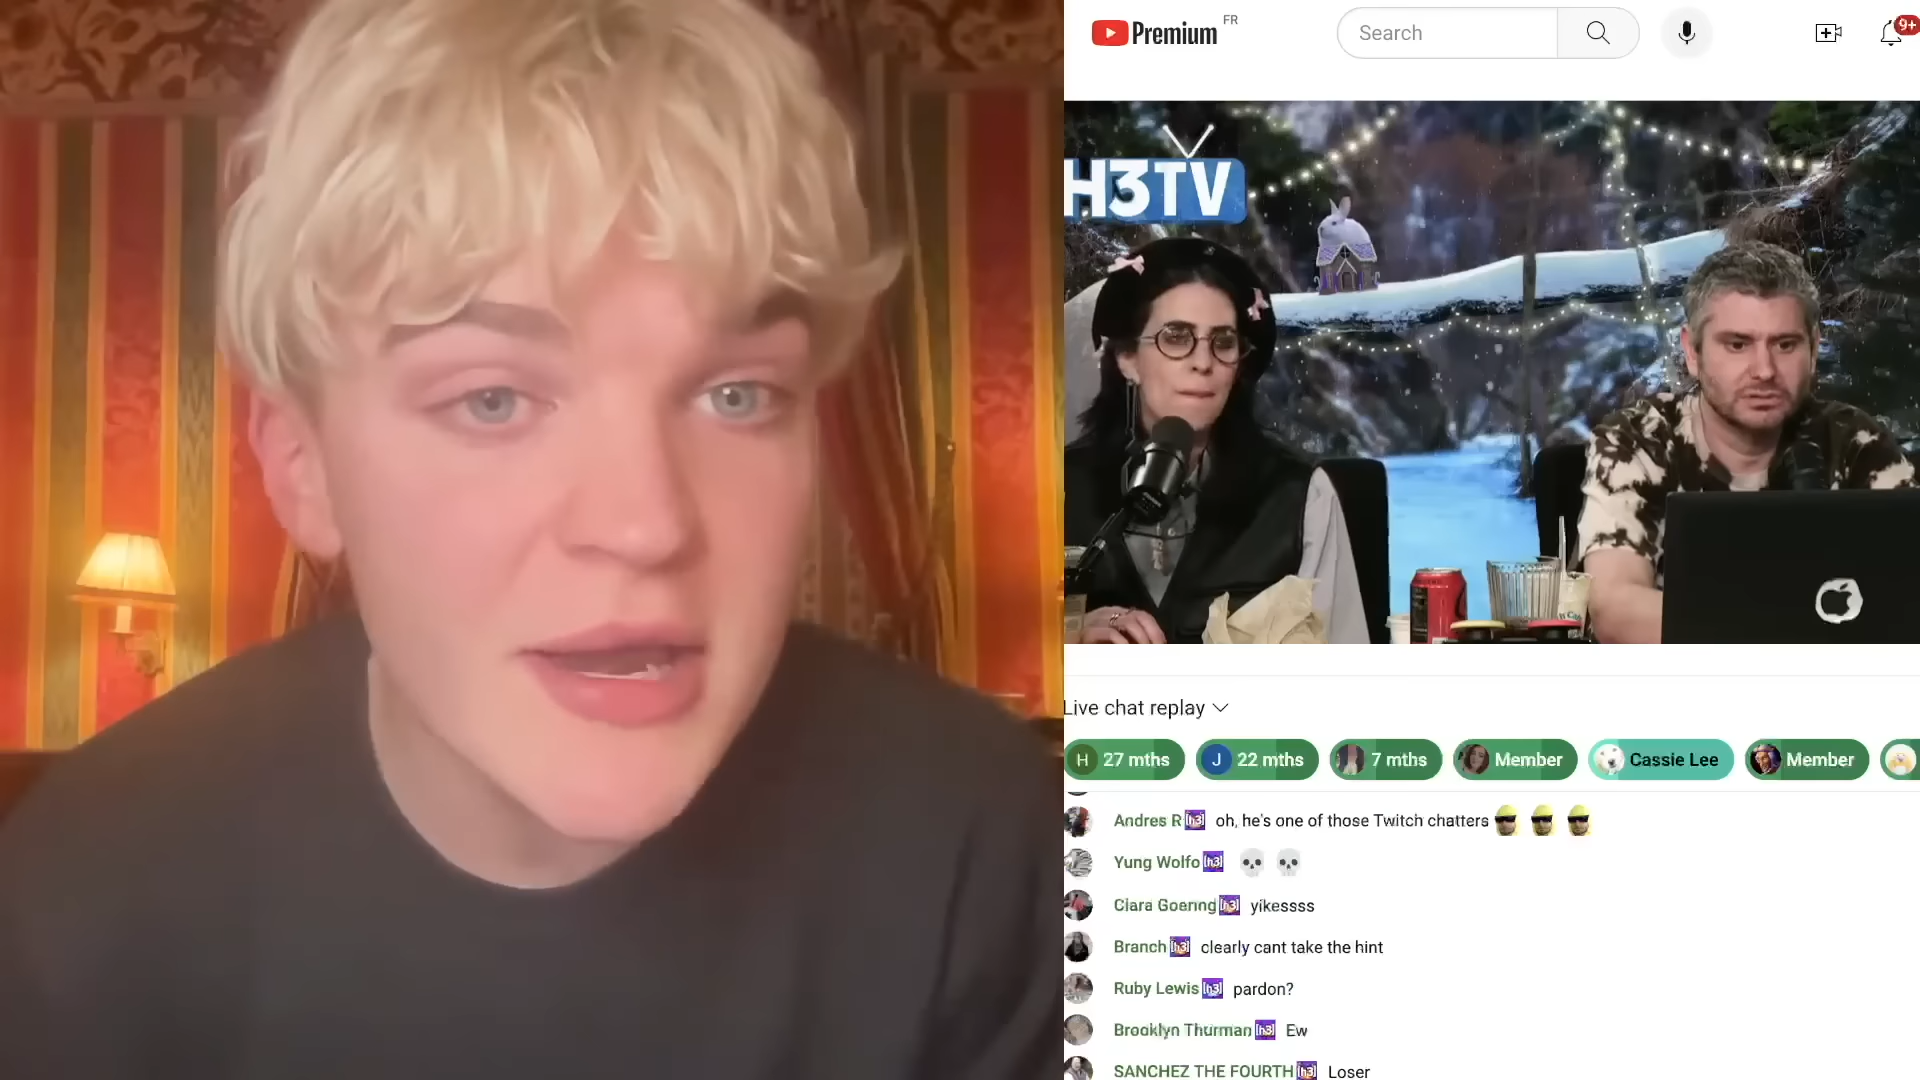 Premium FR
Search
9+
H3TV
Live chat replay
H 27 mths J 22 mths 7 mths Member Cassie Lee Member
Andres R oh, he's one of those Twitch chatters
Yung Wolfo
Ciara Goering yikessss
Branch clearly cant take the hint
Ruby Lewis pardon?
Brooklyn Thurman Ew
SANCHEZ THE FOURTH Loser